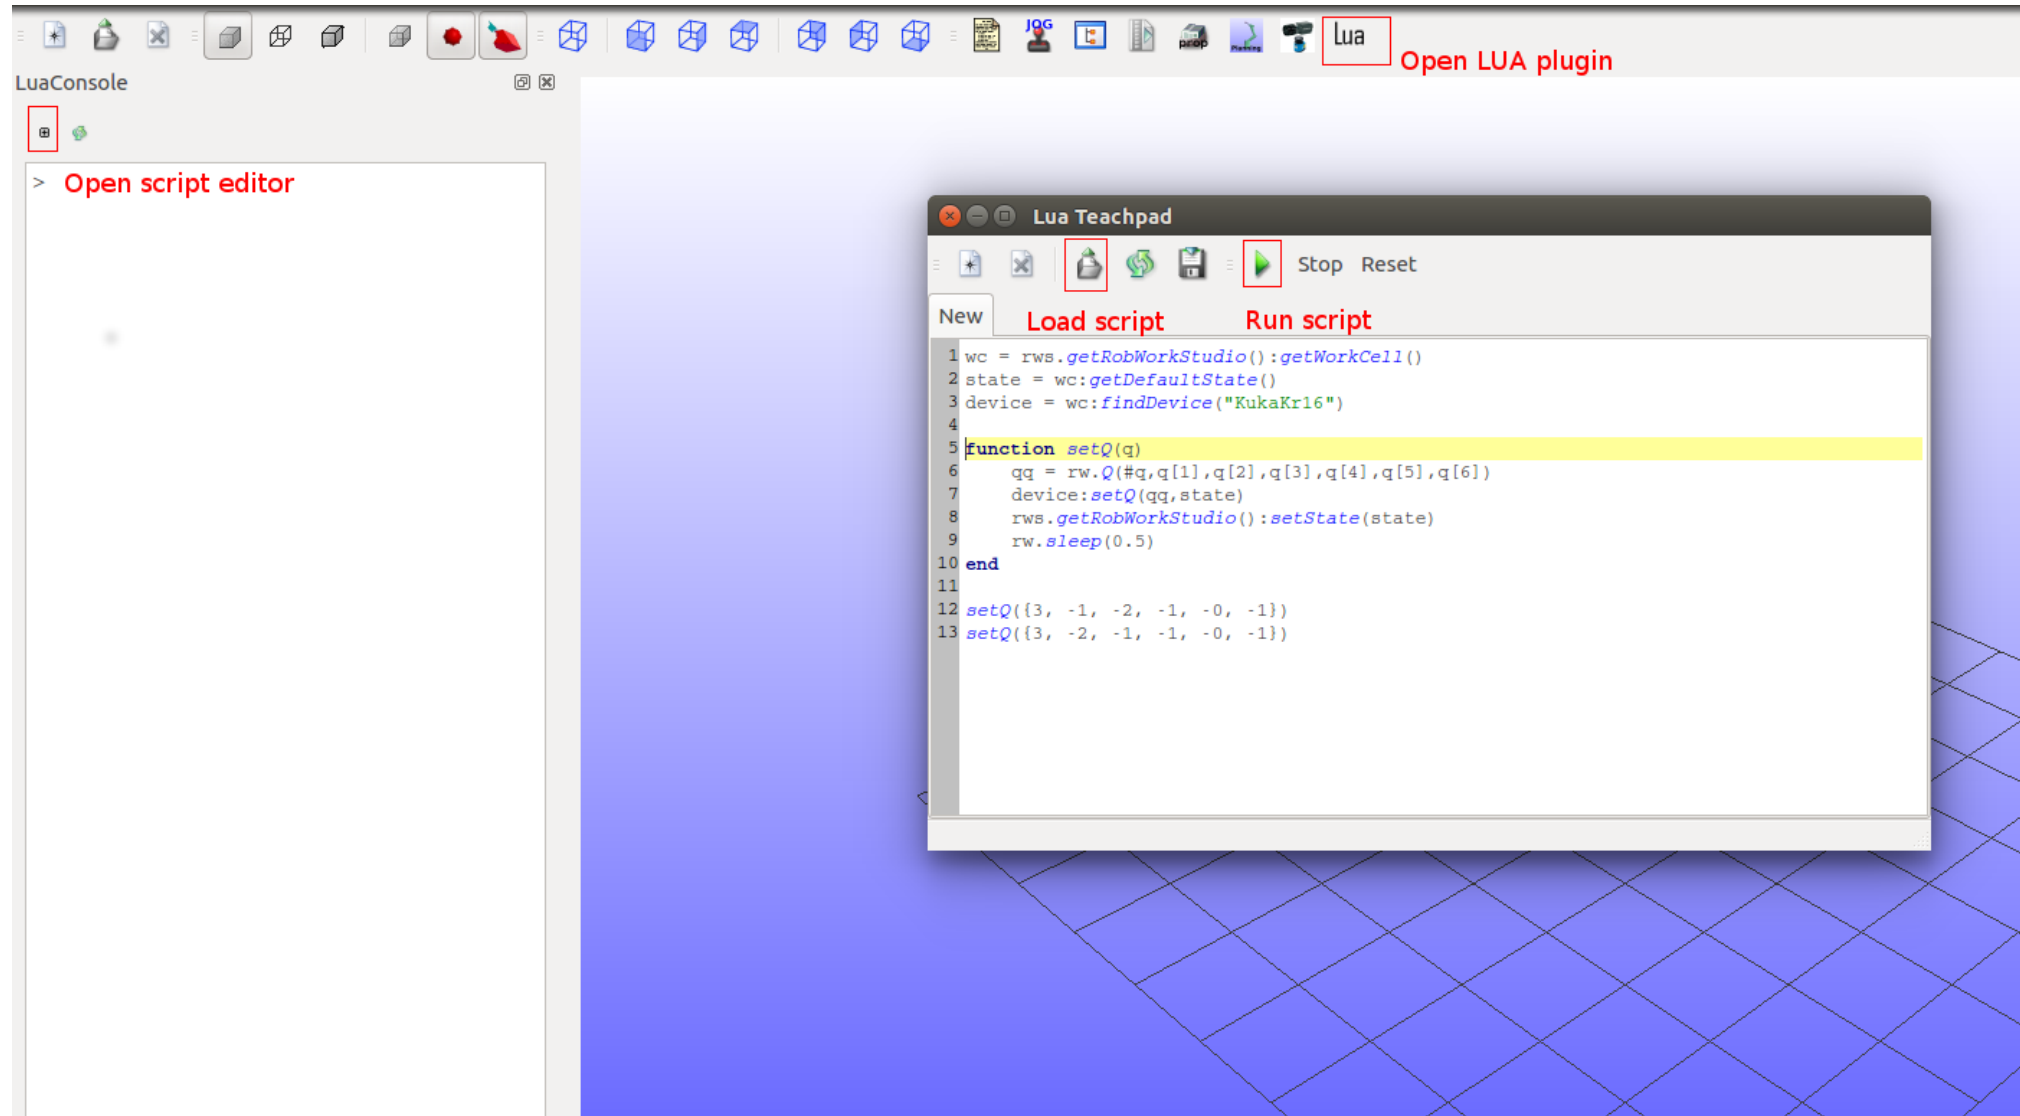 JOG
prop
Planning
Lua
Open LUA plugin
LuaConsole
> Open script editor
Lua Teachpad
Stop Reset
New
Load script
Run script
1 wc = rws.getRobWorkStudio():getWorkCell()
2 state = wc:getDefaultState()
3 device = wc:findDevice("KukaKr16")
4
5 function setQ(q)
6 qq = rw.Q(#q,q[1],q[2],q[3],q[4],q[5],q[6])
7 device:setQ(qq,state)
8 rws.getRobWorkStudio():setState(state)
9 rw.sleep(0.5)
10 end
11
12 setQ({3, -1, -2, -1, -0, -1})
13 setQ({3, -2, -1, -1, -0, -1})